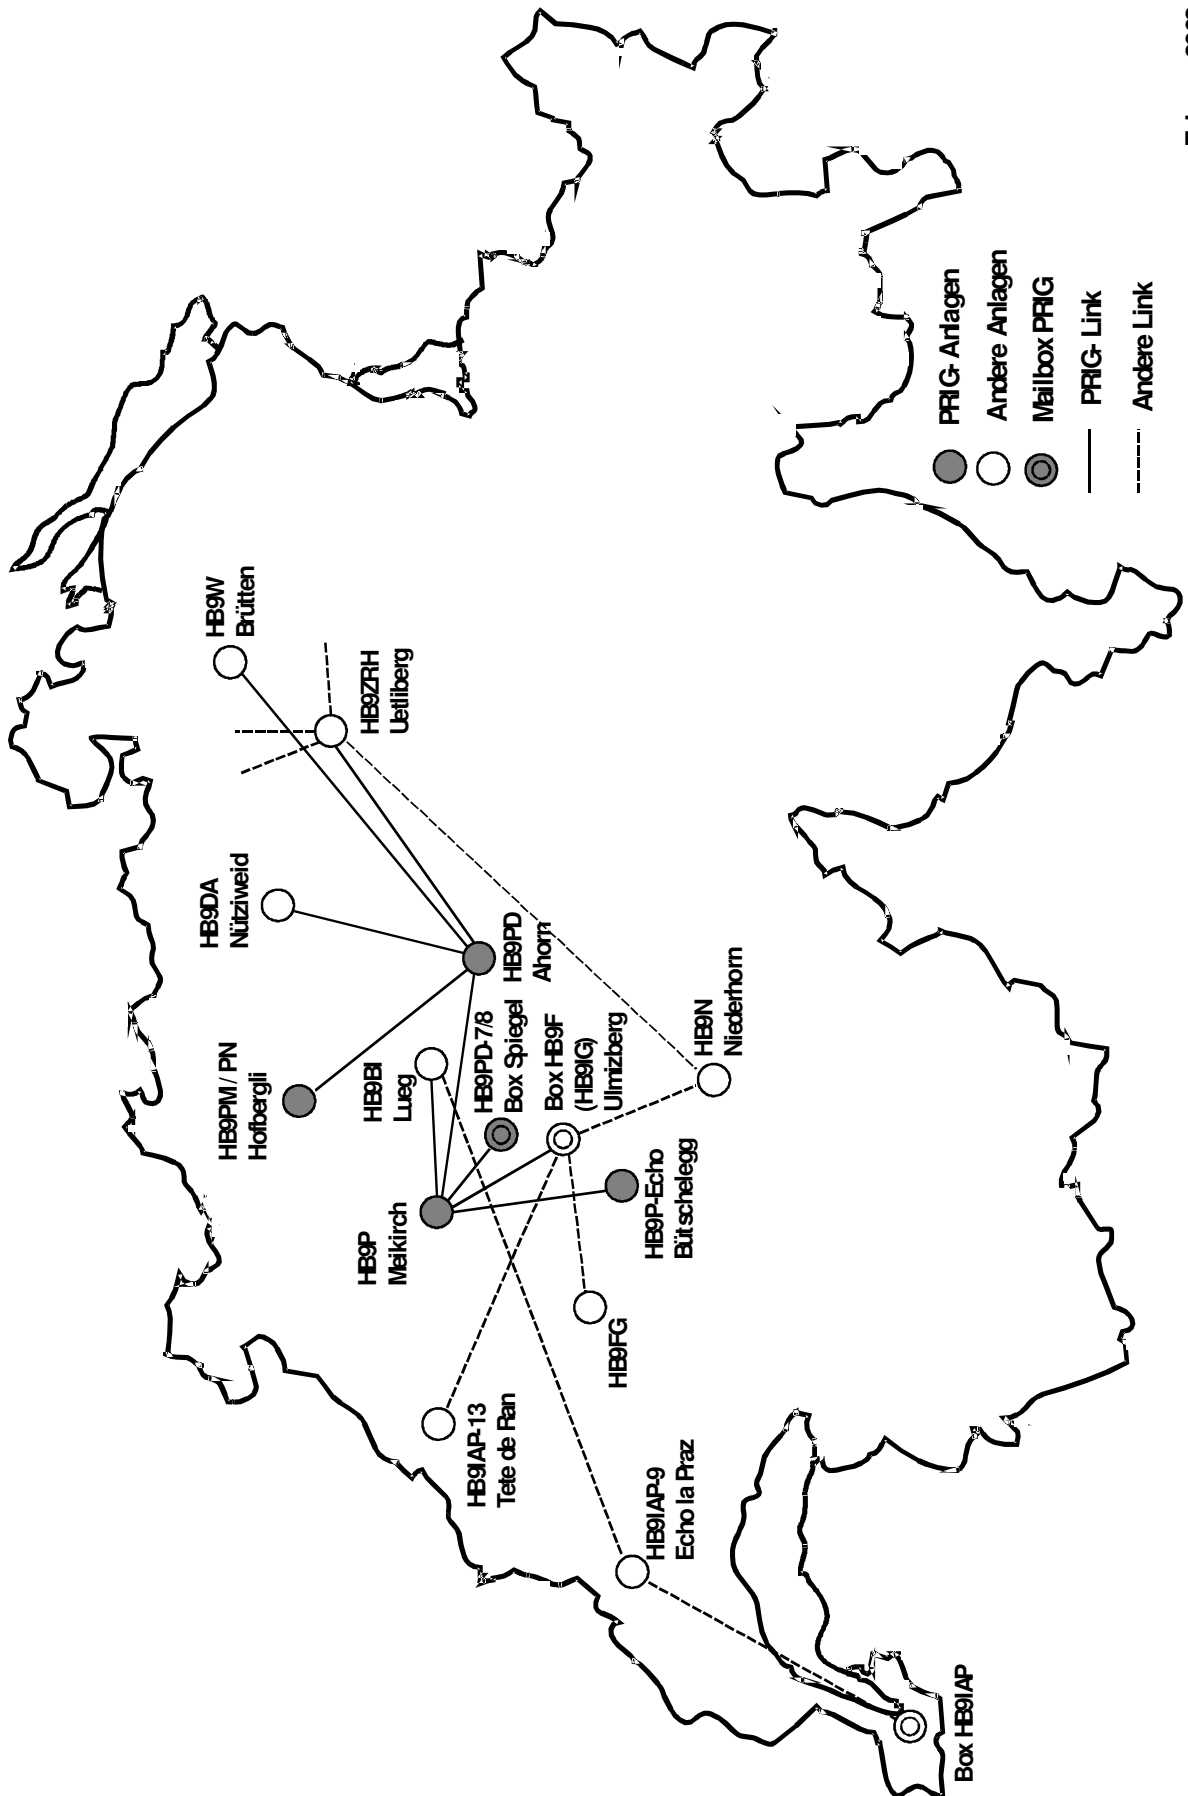 HB9W
Brütten
HB9ZRH
Uetliberg
HB9DA
Nütziweid
HB9PD
Ahorn
HB9PM / PN
Hofbergli
HB9BI
Lueg
HB9PD-7/8
Box Spiegel
Box HB9F
(HB9IG)
Ulmizberg
HB9N
Niederhorn
HB9P
Meikirch
HB9P-Echo
Bütschelegg
HB9FG
HB9IAP-13
Tete de Ran
HB9IAP-9
Echo la Praz
Box HB9IAP
PRIG- Anlagen
Andere Anlagen
Mailbox PRIG
PRIG- Link
Andere Link